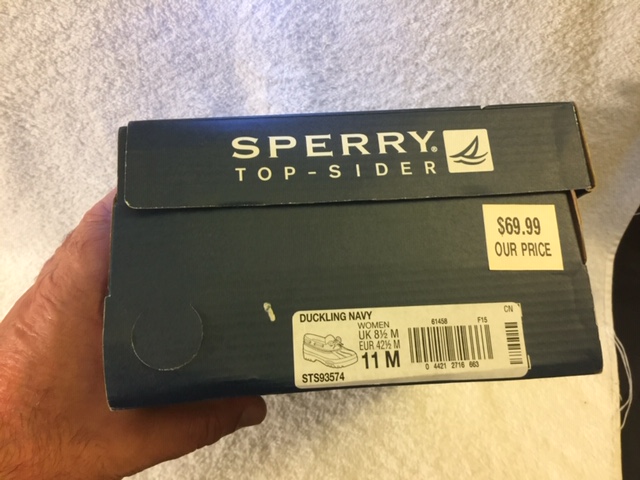 SPERRY®
TOP-SIDER
$69.99
OUR PRICE
DUCKLING NAVY
WOMEN
UK 8½ M
EUR 42½ M
11 M
STS93574
61458
F15
CN
0 4421 2716 663